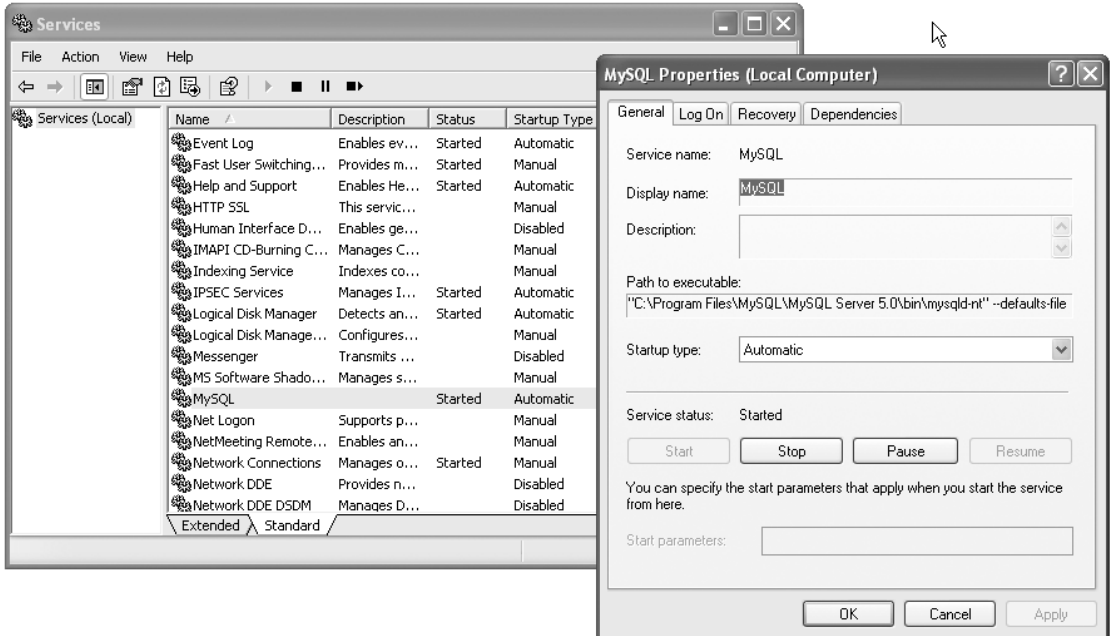 Services
File Action View Help
Services (Local)
Name Description Status Startup Type
Event Log Enables ev... Started Automatic
Fast User Switching... Provides m... Started Manual
Help and Support Enables He... Started Automatic
HTTP SSL This servic... Manual
Human Interface D... Enables ge... Disabled
IMAPI CD-Burning C... Manages C... Manual
Indexing Service Indexes co... Manual
IPSEC Services Manages I... Started Automatic
Logical Disk Manager Detects an... Started Automatic
Logical Disk Manage... Configures... Manual
Messenger Transmits ... Disabled
MS Software Shado... Manages s... Manual
MySQL Started Automatic
Net Logon Supports p... Manual
NetMeeting Remote... Enables an... Manual
Network Connections Manages o... Started Manual
Network DDE Provides n... Disabled
Network DDE DSDM Manages D... Disabled
Extended Standard
MySQL Properties (Local Computer)
General Log On Recovery Dependencies
Service name: MySQL
Display name: MySQL
Description:
Path to executable:
"C:\Program Files\MySQL\MySQL Server 5.0\bin\mysqld-nt" --defaults-file
Startup type: Automatic
Service status: Started
Start Stop Pause Resume
You can specify the start parameters that apply when you start the service
from here.
Start parameters:
OK Cancel Apply